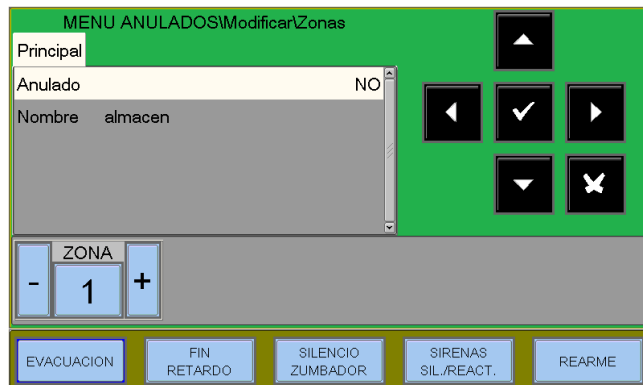 MENU ANULADOS\Modificar\Zonas
Principal
Anulado NO
Nombre almacen
ZONA
- 1 +
EVACUACION
FIN
RETARDO
SILENCIO
ZUMBADOR
SIRENAS
SIL./REACT.
REARME